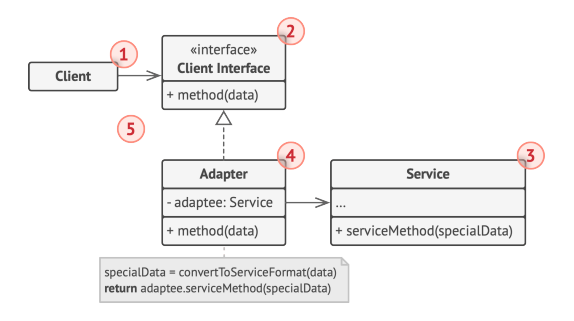 1
2
«interface»
Client Interface
Client
+ method(data)
5
4
3
Adapter
Service
- adaptee: Service
...
+ method(data)
+ serviceMethod(specialData)
specialData = convertToServiceFormat(data)
return adaptee.serviceMethod(specialData)